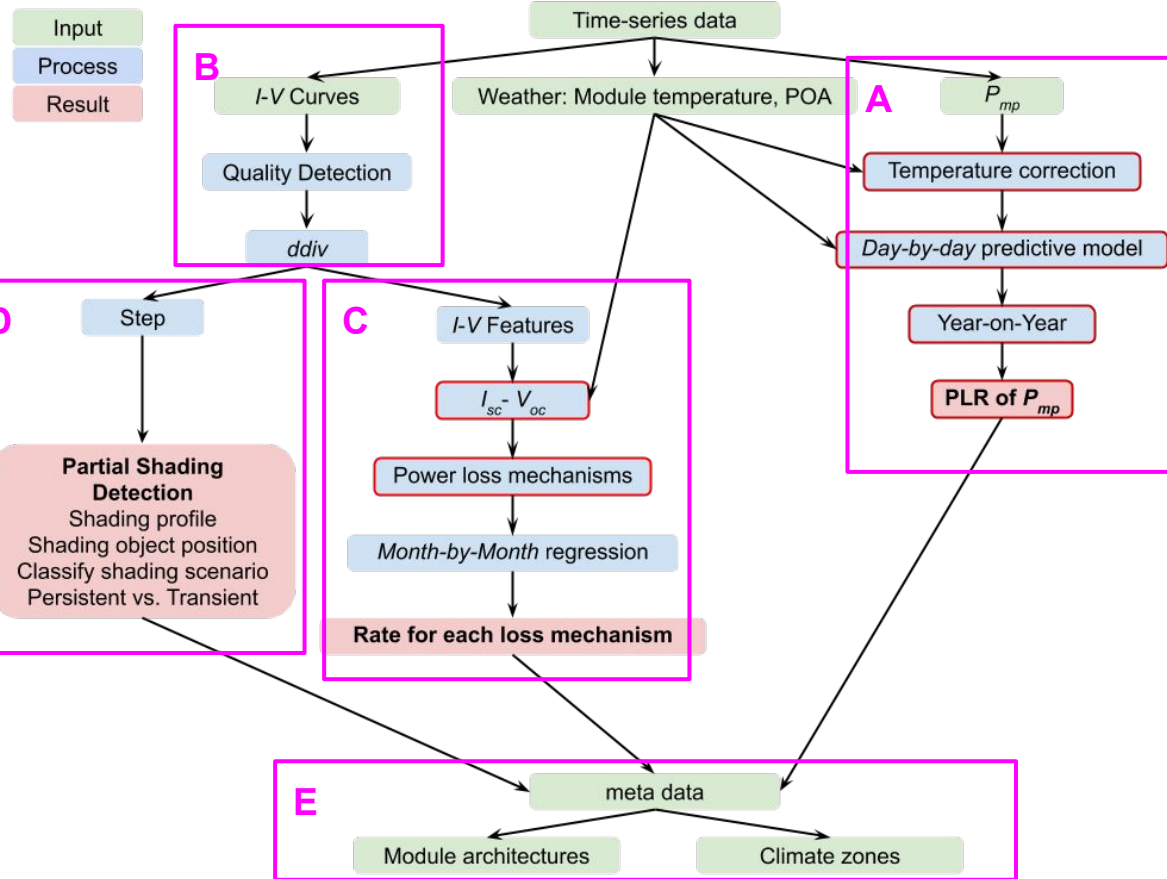 Input
Process
Result
Time-series data
B
I-V Curves
Weather: Module temperature, POA
A
Pmp
Quality Detection
Temperature correction
ddiv
Day-by-day predictive model
D
Step
C
I-V Features
Year-on-Year
Isc- Voc
PLR of Pmp
Partial Shading
Detection
Shading profile
Shading object position
Classify shading scenario
Persistent vs. Transient
Power loss mechanisms
Month-by-Month regression
Rate for each loss mechanism
E
meta data
Module architectures
Climate zones